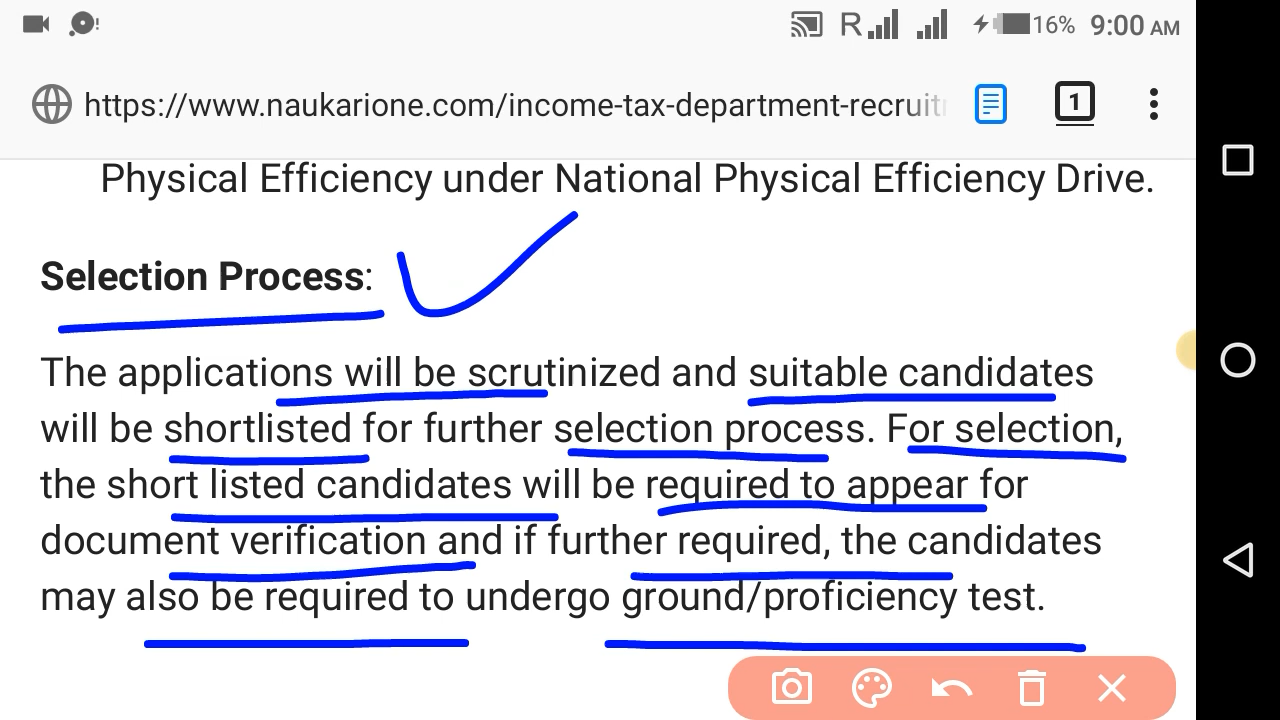 R 16% 9:00 AM
https://www.naukarione.com/income-tax-department-recruit
1
Physical Efficiency under National Physical Efficiency Drive.
Selection Process:
The applications will be scrutinized and suitable candidates
will be shortlisted for further selection process. For selection,
the short listed candidates will be required to appear for
document verification and if further required, the candidates
may also be required to undergo ground/proficiency test.